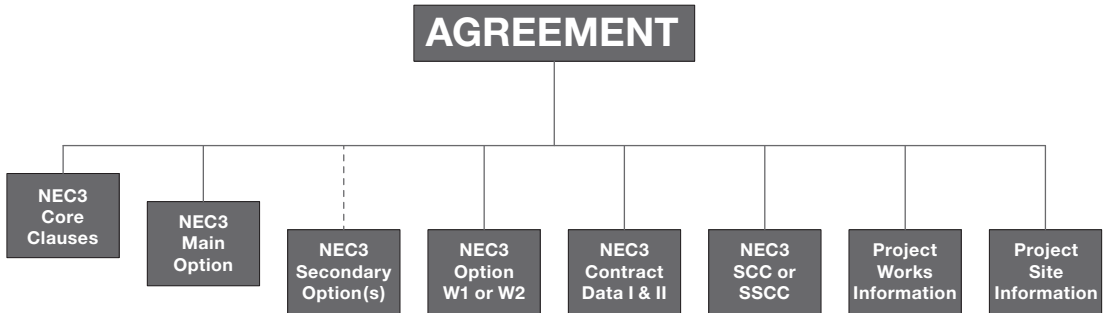 AGREEMENT
NEC3
Core
Clauses
NEC3
Main
Option
NEC3
Secondary
Option(s)
NEC3
Option
W1 or W2
NEC3
Contract
Data I & II
NEC3
SCC or
SSCC
Project
Works
Information
Project
Site
Information